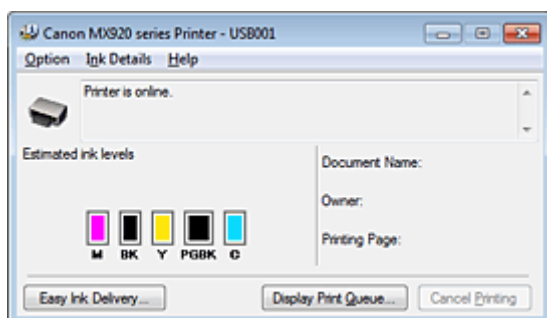 Canon MX920 series Printer - USB001
Option Ink Details Help
Printer is online.
Estimated ink levels
Document Name:
Owner:
Printing Page:
M BK Y PGBK C
Easy Ink Delivery... Display Print Queue... Cancel Printing